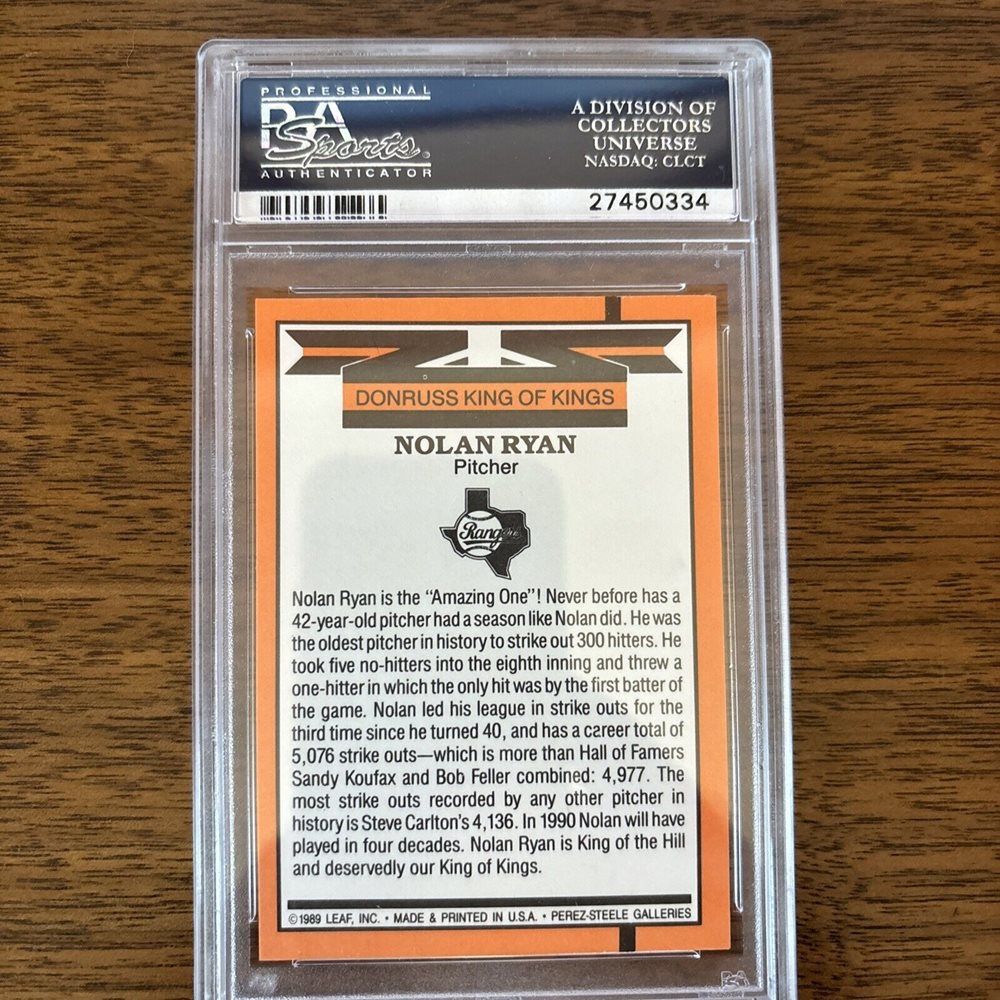 PROFESSIONAL
PSA
Sports®
AUTHENTICATOR
A DIVISION OF
COLLECTORS
UNIVERSE
NASDAQ: CLCT
27450334
DONRUSS KING OF KINGS
NOLAN RYAN
Pitcher
Rangers
Nolan Ryan is the "Amazing One"! Never before has a
42-year-old pitcher had a season like Nolan did. He was
the oldest pitcher in history to strike out 300 hitters. He
took five no-hitters into the eighth inning and threw a
one-hitter in which the only hit was by the first batter of
the game. Nolan led his league in strike outs for the
third time since he turned 40, and has a career total of
5,076 strike outs—which is more than Hall of Famers
Sandy Koufax and Bob Feller combined: 4,977. The
most strike outs recorded by any other pitcher in
history is Steve Carlton's 4,136. In 1990 Nolan will have
played in four decades. Nolan Ryan is King of the Hill
and deservedly our King of Kings.
©1989 LEAF, INC. • MADE & PRINTED IN U.S.A. • PEREZ-STEELE GALLERIES
PSA